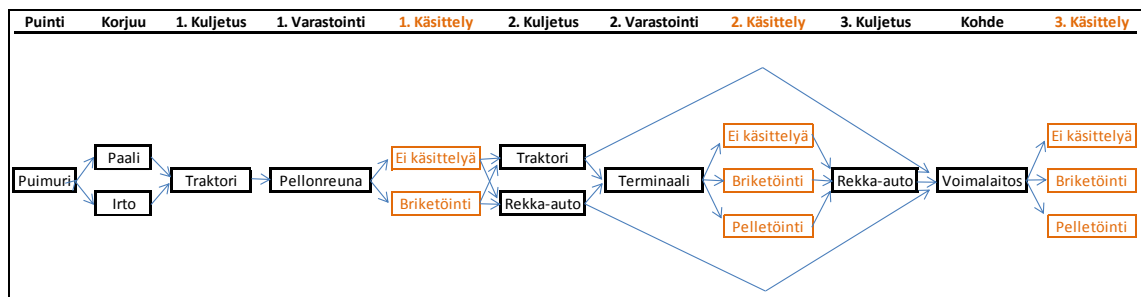 Puinti Korjuu 1. Kuljetus 1. Varastointi 1. Käsittely 2. Kuljetus 2. Varastointi 2. Käsittely 3. Kuljetus Kohde 3. Käsittely
Ei käsittelyä Ei käsittelyä
Paali Ei käsittelyä Traktori
Puimuri Traktori Pellonreuna Terminaali Briketöinti Rekka-auto Voimalaitos Briketöinti
Irto Briketöinti Rekka-auto
Pelletöinti Pelletöinti